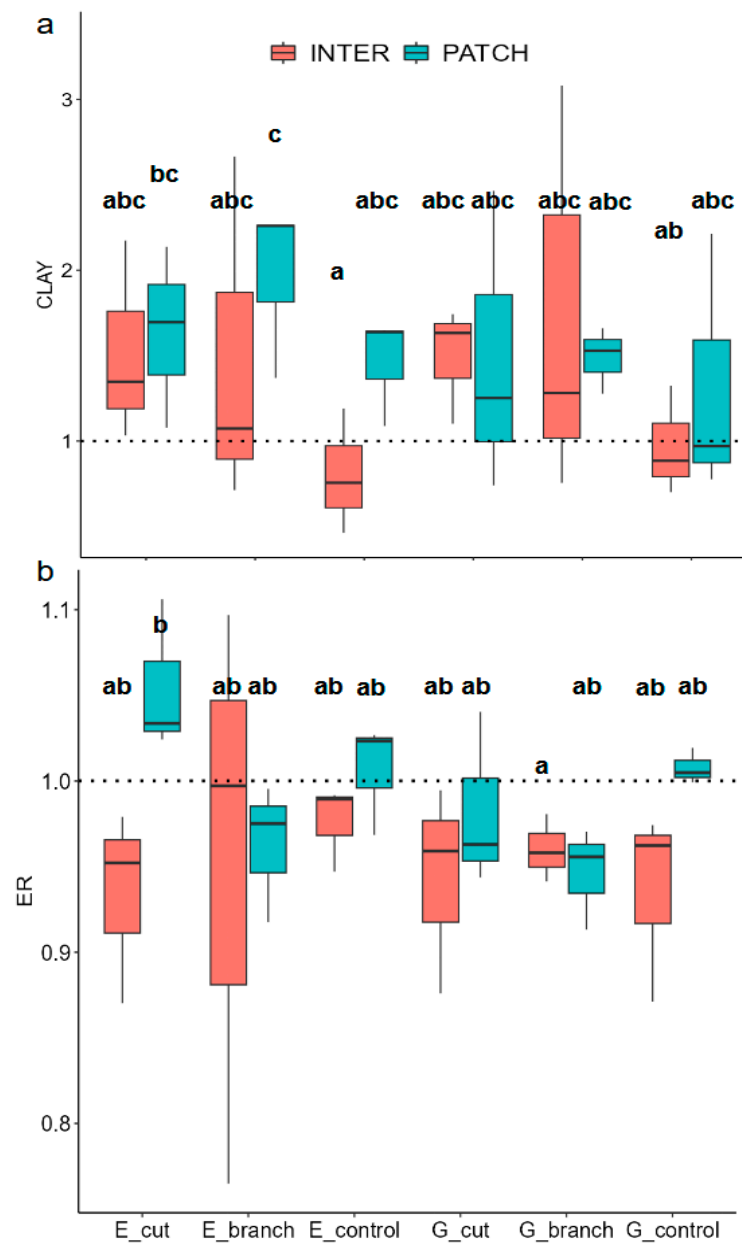 a
INTER PATCH
3
c
bc
abc abc abc abc abc abc abc
ab
a
2
CLAY
1
b
1.1
b
ab ab ab ab ab ab ab ab ab ab
a
1.0
0.9
ER
0.8
E_cut E_branch E_control G_cut G_branch G_control